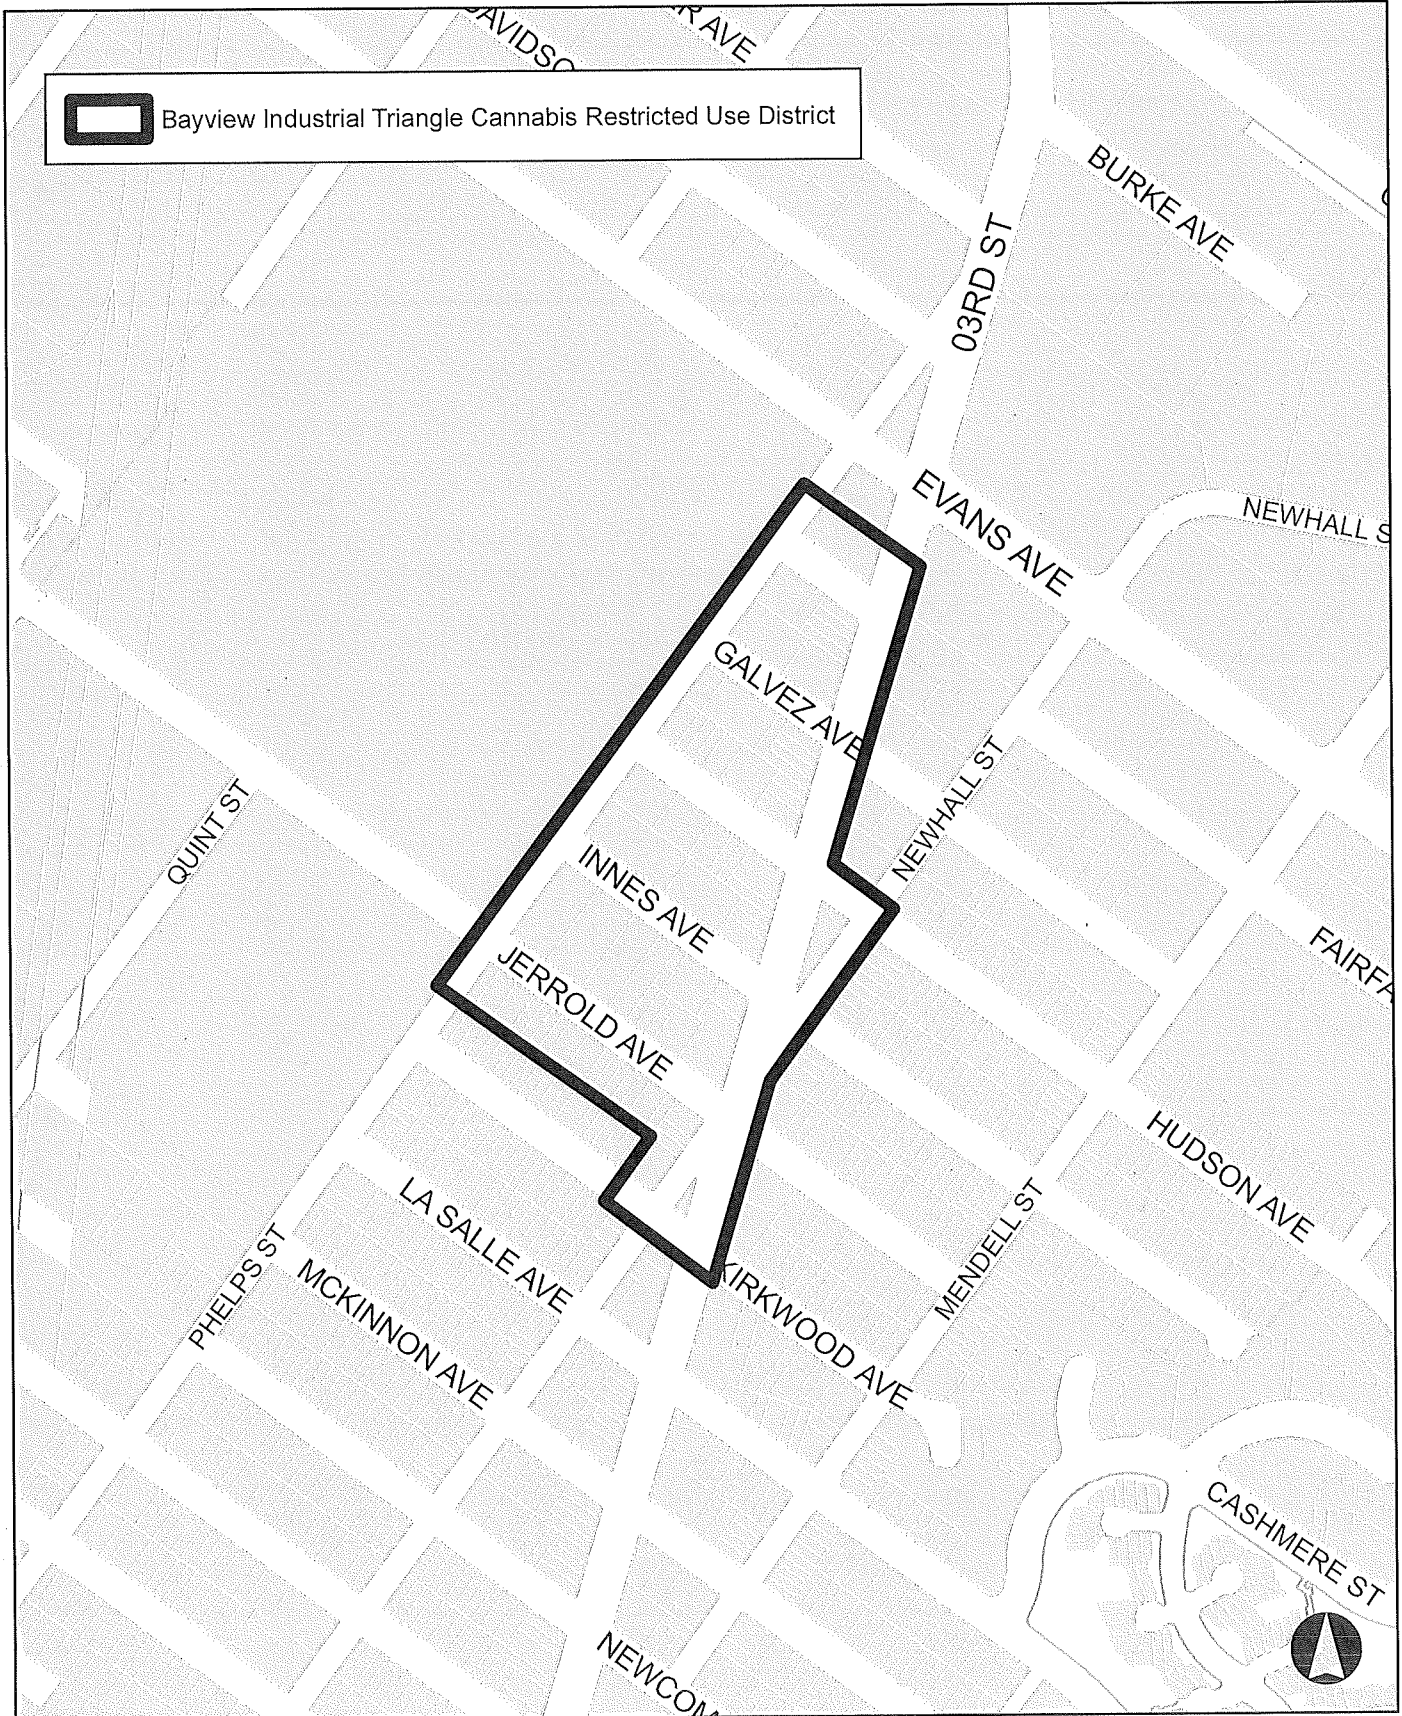 AVIDSO
R AVE
Bayview Industrial Triangle Cannabis Restricted Use District
BURKE AVE
03RD ST
EVANS AVE
NEWHALL S
GALVEZ AVE
NEWHALL ST
QUINT ST
INNES AVE
FAIRFA
JERROLD AVE
HUDSON AVE
LA SALLE AVE
MENDELL ST
PHELPS ST
MCKINNON AVE
KIRKWOOD AVE
CASHMERE ST
NEWCOM